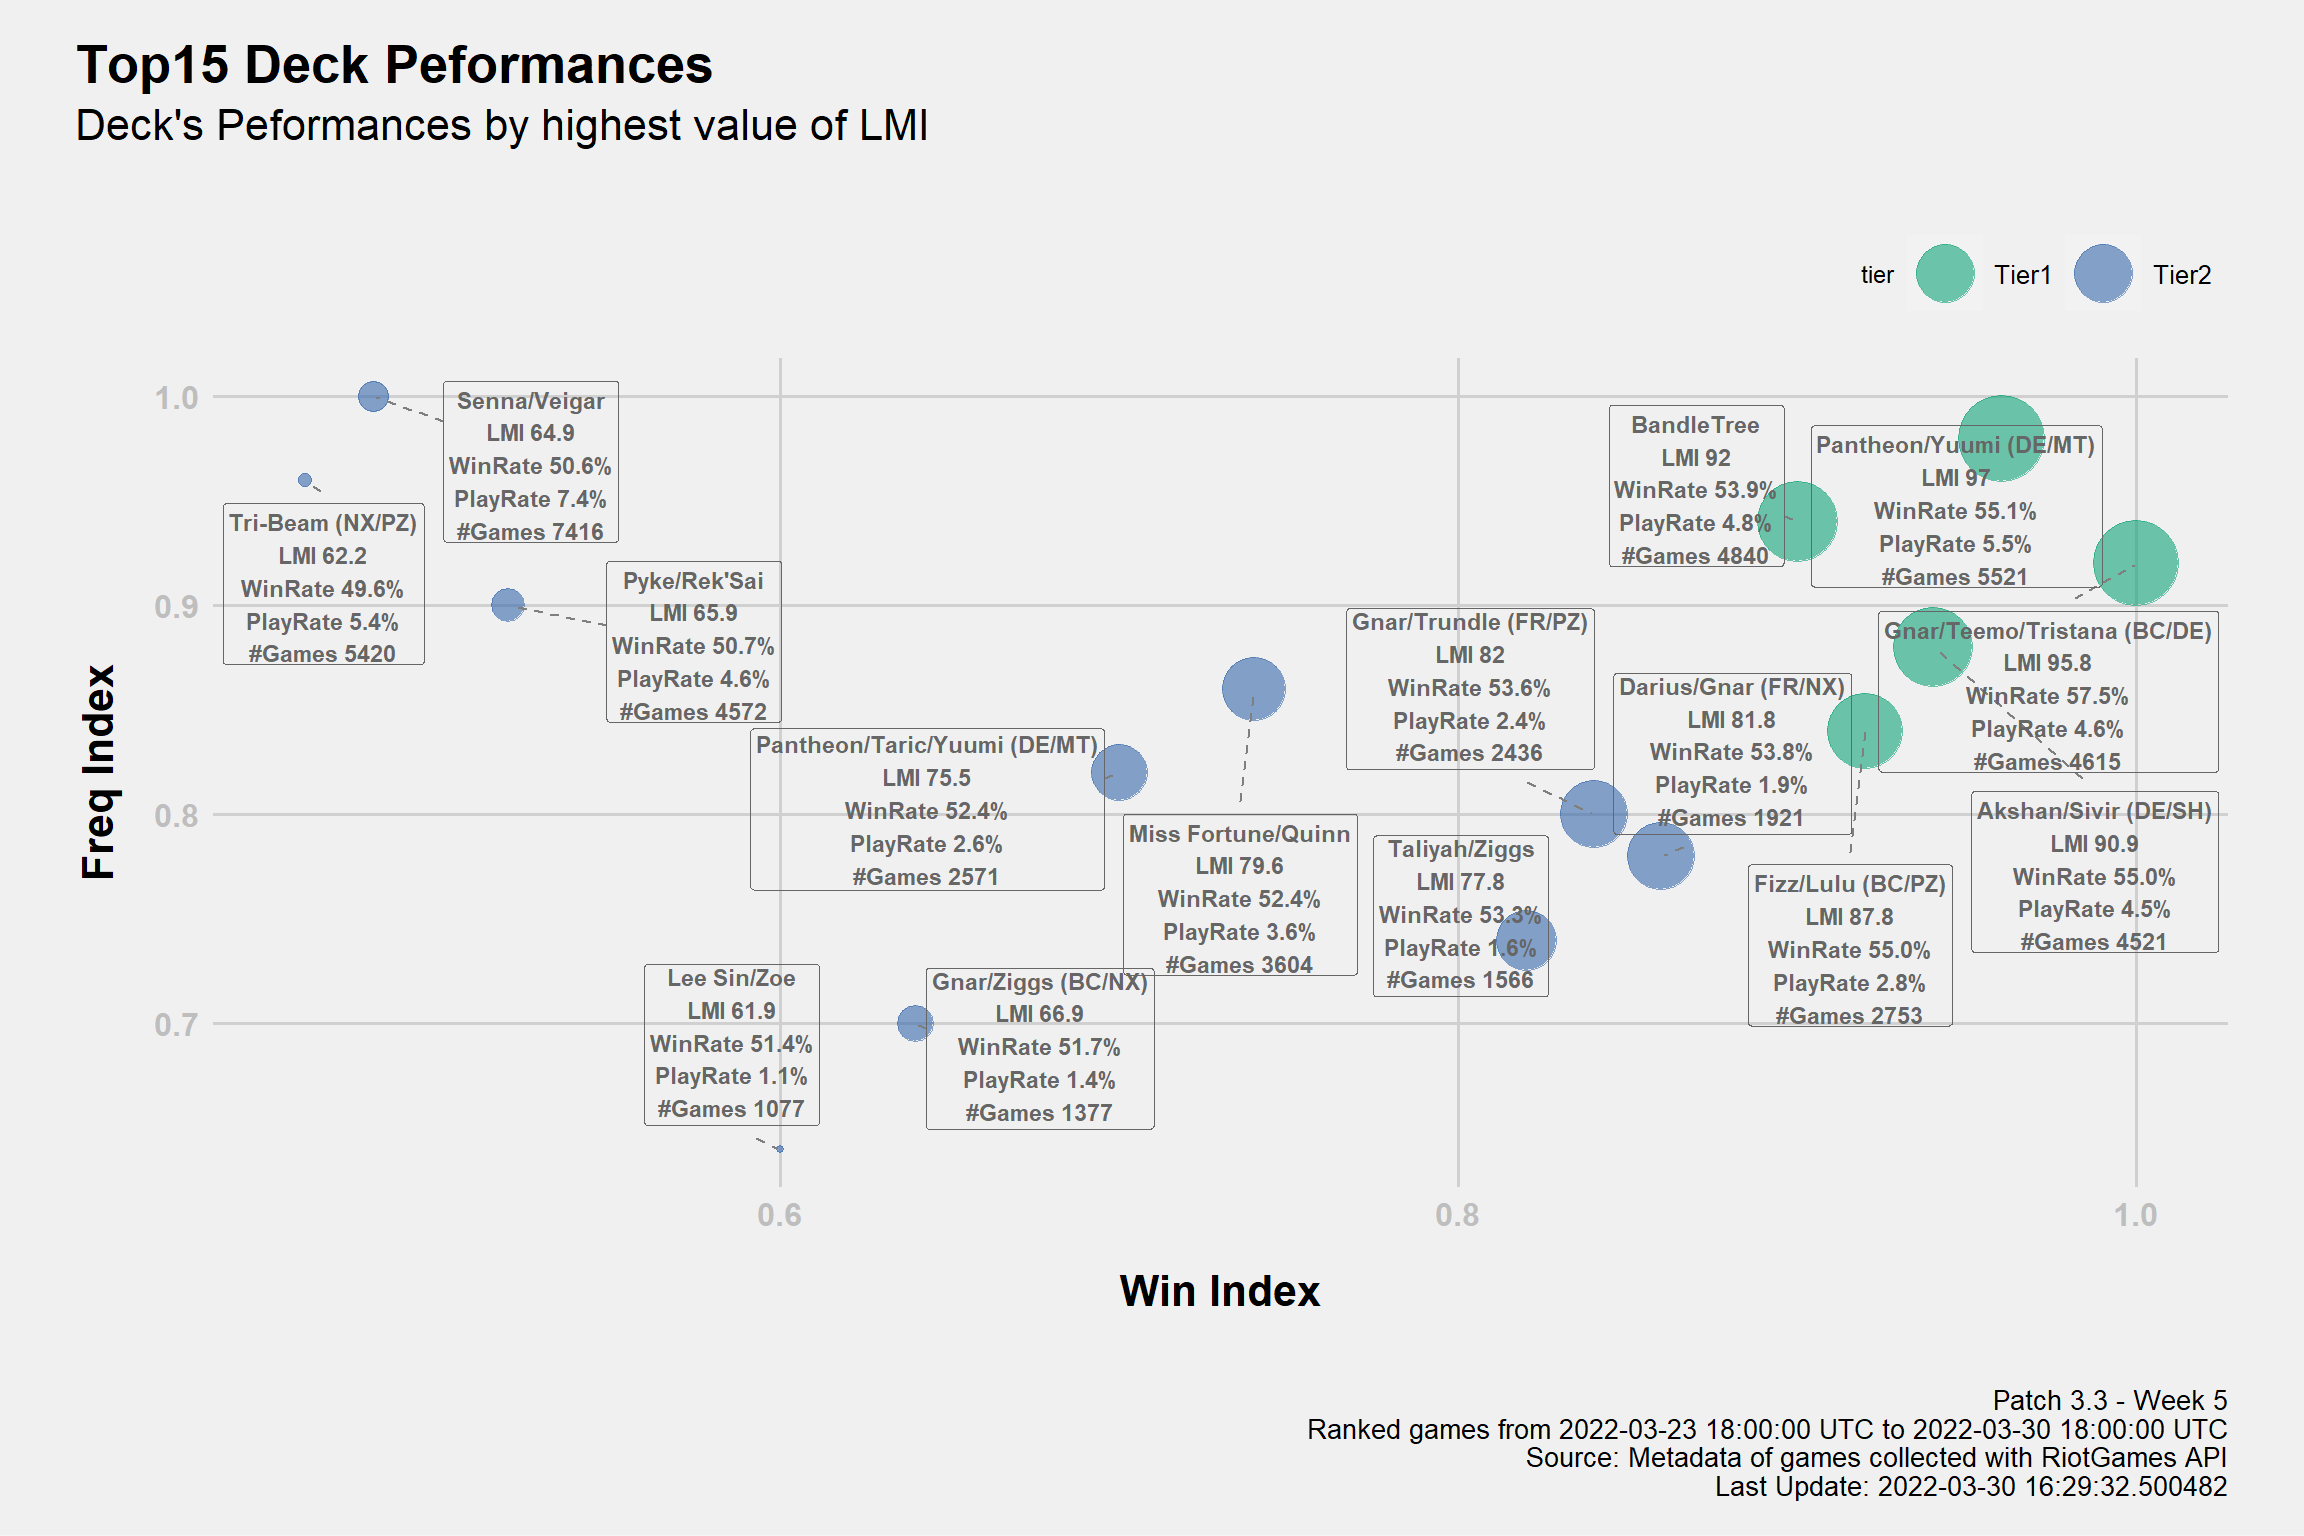 Top15 Deck Peformances
Deck's Peformances by highest value of LMI
tier
Tier1
Tier2
Freq Index
1.0
0.9
0.8
0.7
Senna/Veigar
LMI 64.9
WinRate 50.6%
PlayRate 7.4%
#Games 7416
Tri-Beam (NX/PZ)
LMI 62.2
WinRate 49.6%
PlayRate 5.4%
#Games 5420
Pyke/Rek'Sai
LMI 65.9
WinRate 50.7%
PlayRate 4.6%
#Games 4572
BandleTree
LMI 92
WinRate 53.9%
PlayRate 4.8%
#Games 4840
Pantheon/Yuumi (DE/MT)
LMI 97
WinRate 55.1%
PlayRate 5.5%
#Games 5521
Gnar/Trundle (FR/PZ)
LMI 82
WinRate 53.6%
PlayRate 2.4%
#Games 2436
Gnar/Teemo/Tristana (BC/DE)
LMI 95.8
WinRate 57.5%
PlayRate 4.6%
#Games 4615
Darius/Gnar (FR/NX)
LMI 81.8
WinRate 53.8%
PlayRate 1.9%
#Games 1921
Pantheon/Taric/Yuumi (DE/MT)
LMI 75.5
WinRate 52.4%
PlayRate 2.6%
#Games 2571
Miss Fortune/Quinn
LMI 79.6
WinRate 52.4%
PlayRate 3.6%
#Games 3604
Taliyah/Ziggs
LMI 77.8
WinRate 53.3%
PlayRate 1.6%
#Games 1566
Akshan/Sivir (DE/SH)
LMI 90.9
WinRate 55.0%
PlayRate 4.5%
#Games 4521
Fizz/Lulu (BC/PZ)
LMI 87.8
WinRate 55.0%
PlayRate 2.8%
#Games 2753
Lee Sin/Zoe
LMI 61.9
WinRate 51.4%
PlayRate 1.1%
#Games 1077
Gnar/Ziggs (BC/NX)
LMI 66.9
WinRate 51.7%
PlayRate 1.4%
#Games 1377
0.6
0.8
1.0
Win Index
Patch 3.3 - Week 5
Ranked games from 2022-03-23 18:00:00 UTC to 2022-03-30 18:00:00 UTC
Source: Metadata of games collected with RiotGames API
Last Update: 2022-03-30 16:29:32.500482